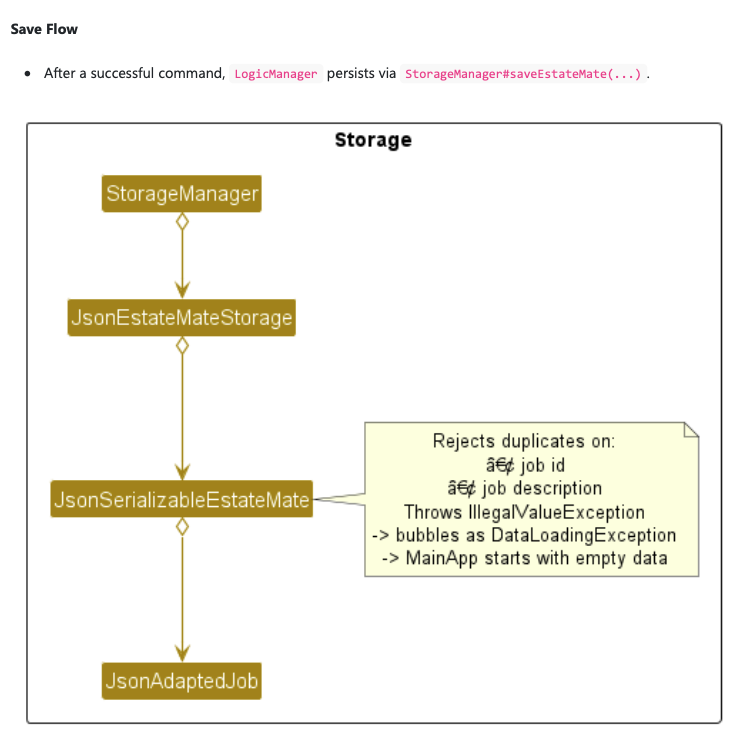 Save Flow
• After a successful command, LogicManager persists via StorageManager#saveEstateMate(...).
Storage
StorageManager
JsonEstateMateStorage
JsonSerializableEstateMate
Rejects duplicates on:
â€¢ job id
â€¢ job description
Throws IllegalValueException
-> bubbles as DataLoadingException
-> MainApp starts with empty data
JsonAdaptedJob